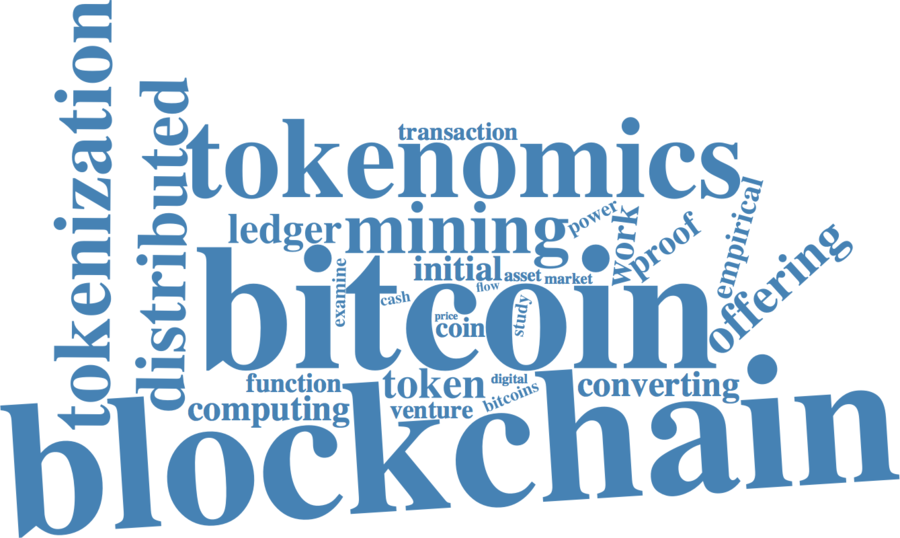 tokenization
distributed
transaction
tokenomics
ledger
mining
power
work
proof
empirical
offering
initial
asset
market
flow
bitcoin
examine
cash
price
coin
study
function
token
digital
converting
computing
venture
bitcoins
blockchain